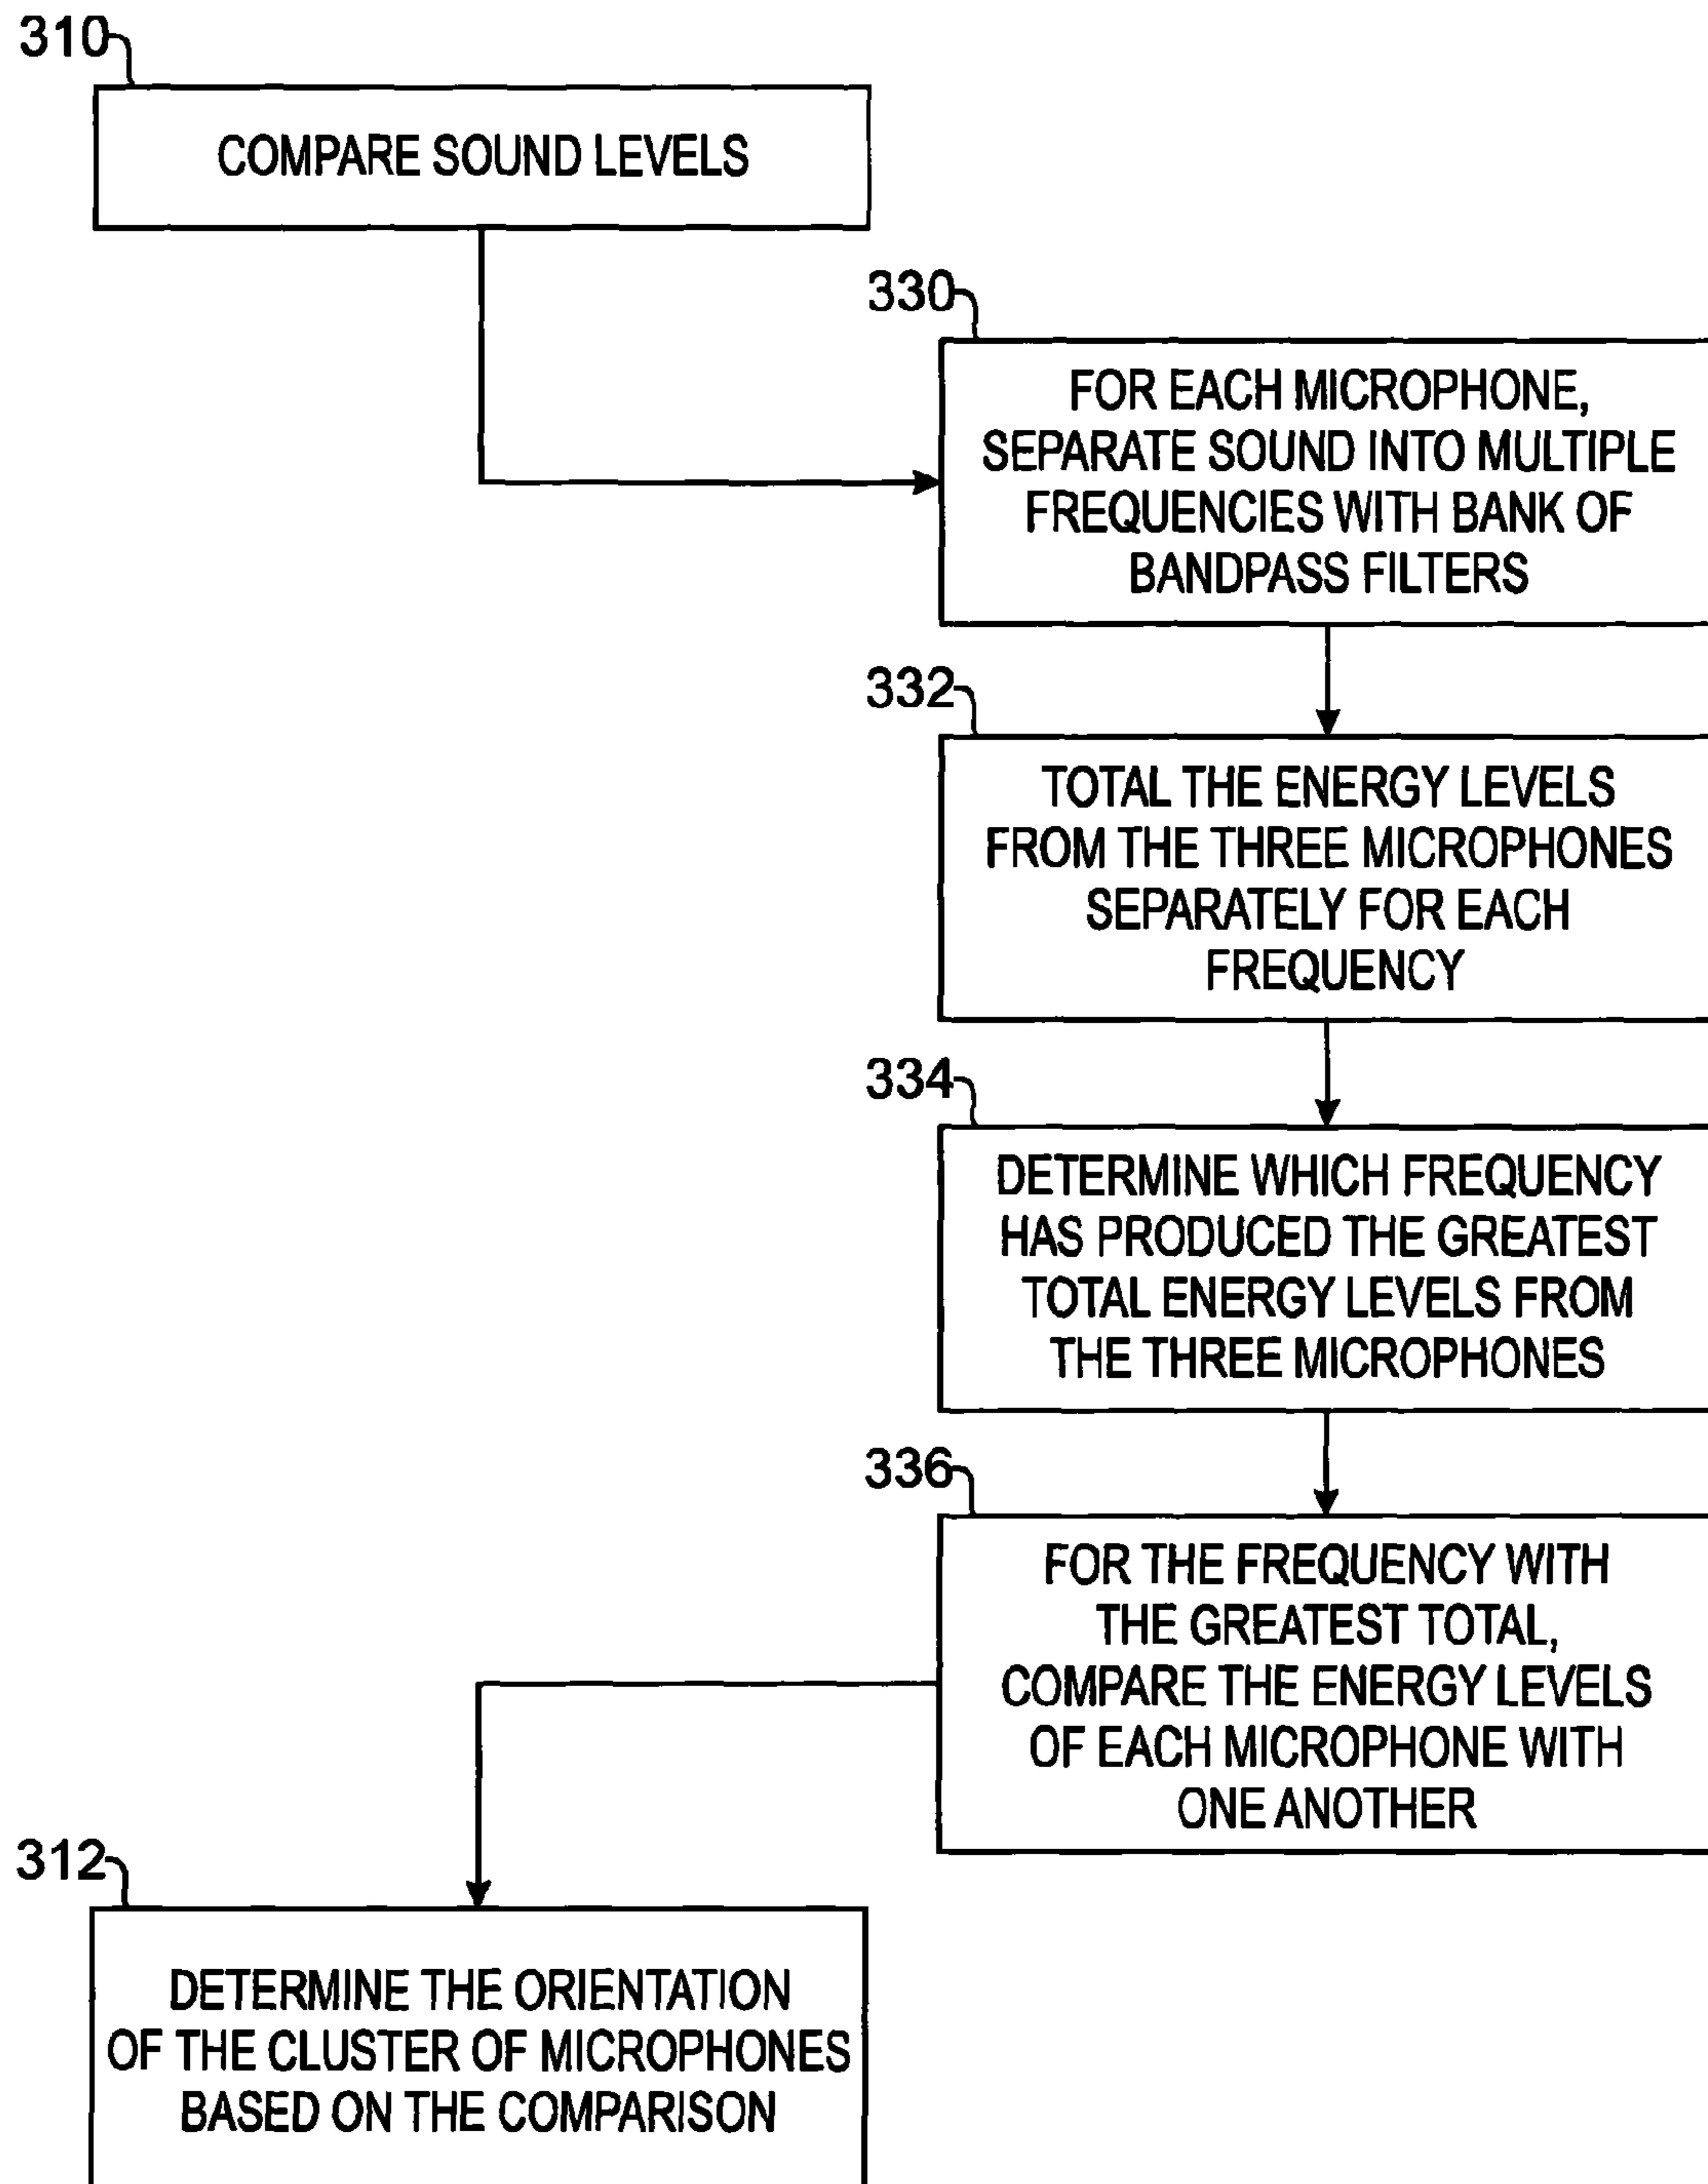 310
COMPARE SOUND LEVELS
330
FOR EACH MICROPHONE,
SEPARATE SOUND INTO MULTIPLE
FREQUENCIES WITH BANK OF
BANDPASS FILTERS
332
TOTAL THE ENERGY LEVELS
FROM THE THREE MICROPHONES
SEPARATELY FOR EACH
FREQUENCY
334
DETERMINE WHICH FREQUENCY
HAS PRODUCED THE GREATEST
TOTAL ENERGY LEVELS FROM
THE THREE MICROPHONES
336
FOR THE FREQUENCY WITH
THE GREATEST TOTAL,
COMPARE THE ENERGY LEVELS
OF EACH MICROPHONE WITH
ONE ANOTHER
312
DETERMINE THE ORIENTATION
OF THE CLUSTER OF MICROPHONES
BASED ON THE COMPARISON